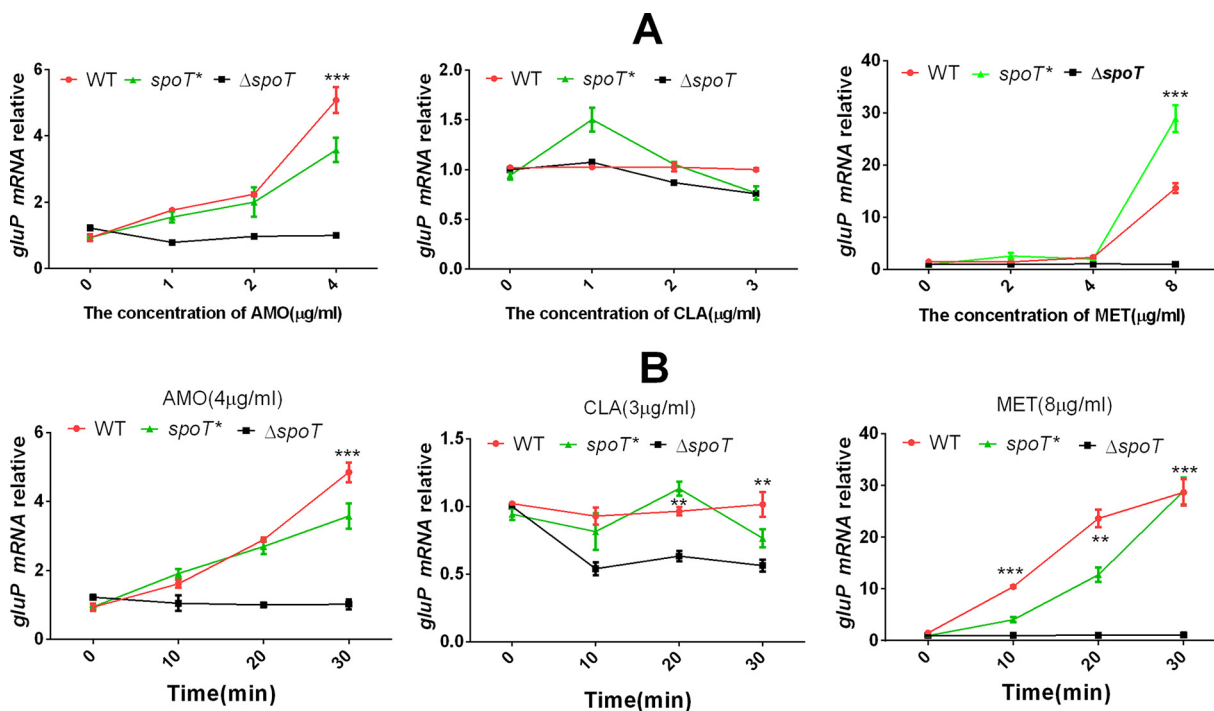 A
WT spoT* ΔspoT
***
gluP mRNA relative
6
4
2
0
0 1 2 4
The concentration of AMO(μg/ml)
WT spoT* ΔspoT
gluP mRNA relative
2.0
1.5
1.0
0.5
0.0
0 1 2 3
The concentration of CLA(μg/ml)
WT spoT* ΔspoT
***
gluP mRNA relative
40
30
20
10
0
0 2 4 8
The concentration of MET(μg/ml)
B
AMO(4μg/ml)
WT spoT* ΔspoT
***
gluP mRNA relative
6
4
2
0
0 10 20 30
Time(min)
CLA(3μg/ml)
WT spoT* ΔspoT
** **
gluP mRNA relative
1.5
1.0
0.5
0.0
0 10 20 30
Time(min)
MET(8μg/ml)
WT spoT* ΔspoT
*** ** ***
gluP mRNA relative
40
30
20
10
0
0 10 20 30
Time(min)